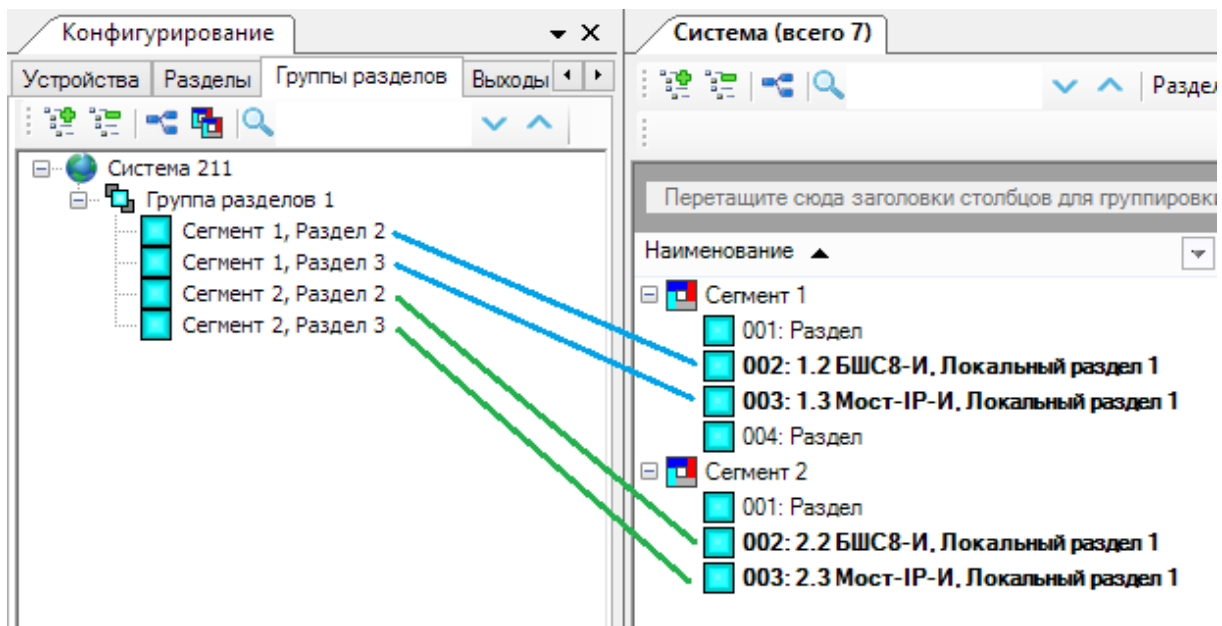 Конфигурирование
Устройства Разделы Группы разделов Выходы
Система 211
Группа разделов 1
Сегмент 1, Раздел 2
Сегмент 1, Раздел 3
Сегмент 2, Раздел 2
Сегмент 2, Раздел 3
Система (всего 7)
Раздел
Перетащите сюда заголовки столбцов для группировки
Наименование
Сегмент 1
001: Раздел
002: 1.2 БШС8-И, Локальный раздел 1
003: 1.3 Мост-IP-И, Локальный раздел 1
004: Раздел
Сегмент 2
001: Раздел
002: 2.2 БШС8-И, Локальный раздел 1
003: 2.3 Мост-IP-И, Локальный раздел 1